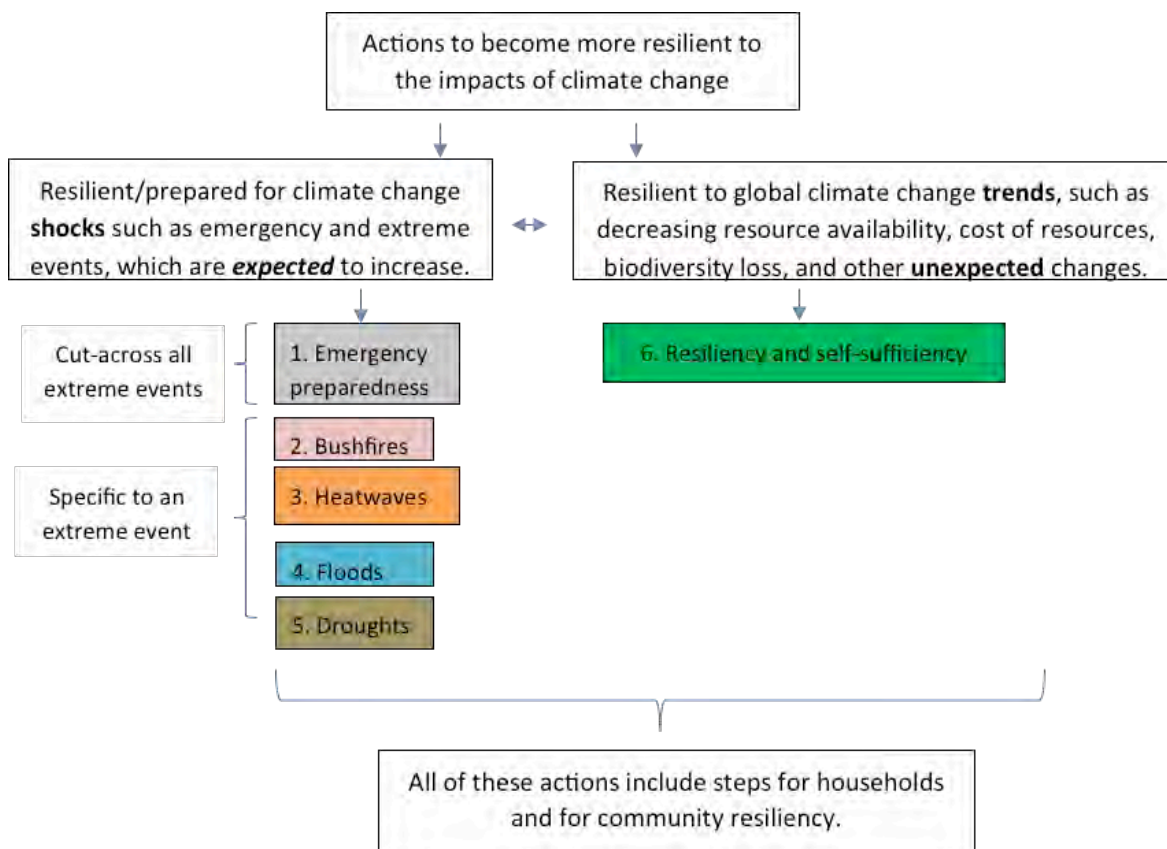 Actions to become more resilient to
the impacts of climate change
Resilient/prepared for climate change
shocks such as emergency and extreme
events, which are expected to increase.
Resilient to global climate change trends, such as
decreasing resource availability, cost of resources,
biodiversity loss, and other unexpected changes.
Cut-across all
extreme events
1. Emergency
preparedness
6. Resiliency and self-sufficiency
Specific to an
extreme event
2. Bushfires
3. Heatwaves
4. Floods
5. Droughts
All of these actions include steps for households
and for community resiliency.